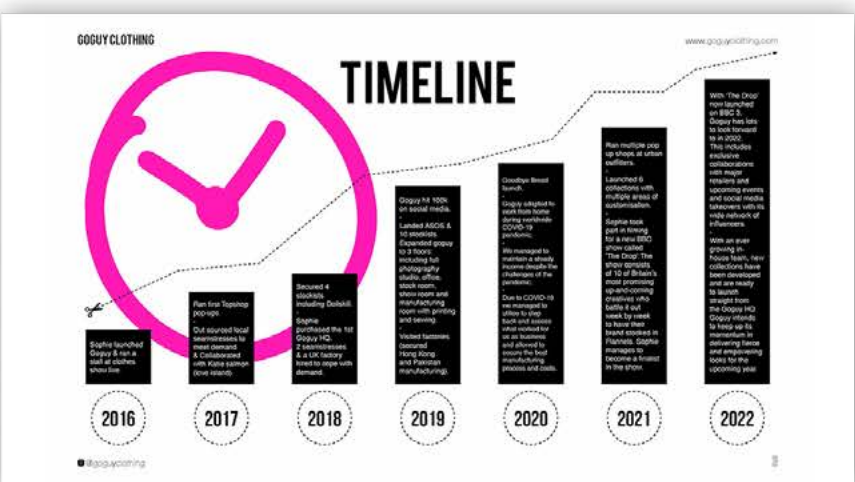 GOGUY CLOTHING
www.goguyclothing.com
TIMELINE
Sophie launched
Goguy & ran a
stall at clothes
show live
2016
Ran first Topshop
pop-ups
-
Out sourced local
seamstresses to
meet demand
& Collaborated
with Katie salmon
(love island).
2017
Secured 4
stockists
including Dollskill.
-
Sophie
purchased the 1st
Goguy HQ.
2 seamstresses
& a UK factory
hired to cope with
demand.
2018
Goguy hit 100k
on social media.
-
Landed ASOS &
10 stockists.
Expanded goguy
to 3 floors:
including full
photography
studio, office,
stock room,
show room and
manufacturing
room with printing
and sewing.
-
Visited factories
(secured
Hong Kong
and Pakistan
manufacturing).
2019
Goodbye Bread
launch.
-
Goguy adapted to
work from home
during worldwide
COVID-19
pandemic.
-
We managed to
maintain a steady
income despite the
challenges of the
pandemic.
-
Due to COVID-19
we managed to
utilize to step
back and assess
what worked for
us as business
and allowed to
ensure the best
manufacturing
process and costs.
2020
Ran multiple pop
up shops at urban
outfitters.
-
Launched 6
collections with
multiple areas of
customisation.
-
Sophie took
part in filming
for a new BBC
show called
'The Drop' The
show consists
of 10 of Britain's
most promising
up-and-coming
creatives who
battle it out
week by week
to have their
brand stocked in
Flannels. Sophie
manages to
become a finalist
in the show.
2021
With 'The Drop'
now launched
on BBC 3,
Goguy has lots
to look forward
to in 2022.
This includes
exclusive
collaborations
with major
retailers and
upcoming events
and social media
takeovers with its
wide network of
influencers.
-
With an ever
growing in-
house team, new
collections have
been developed
and are ready
to launch
straight from
the Goguy HQ.
Goguy intends
to keep up its
momentum in
delivering fierce
and empowering
looks for the
upcoming year.
2022
@goguyclothing